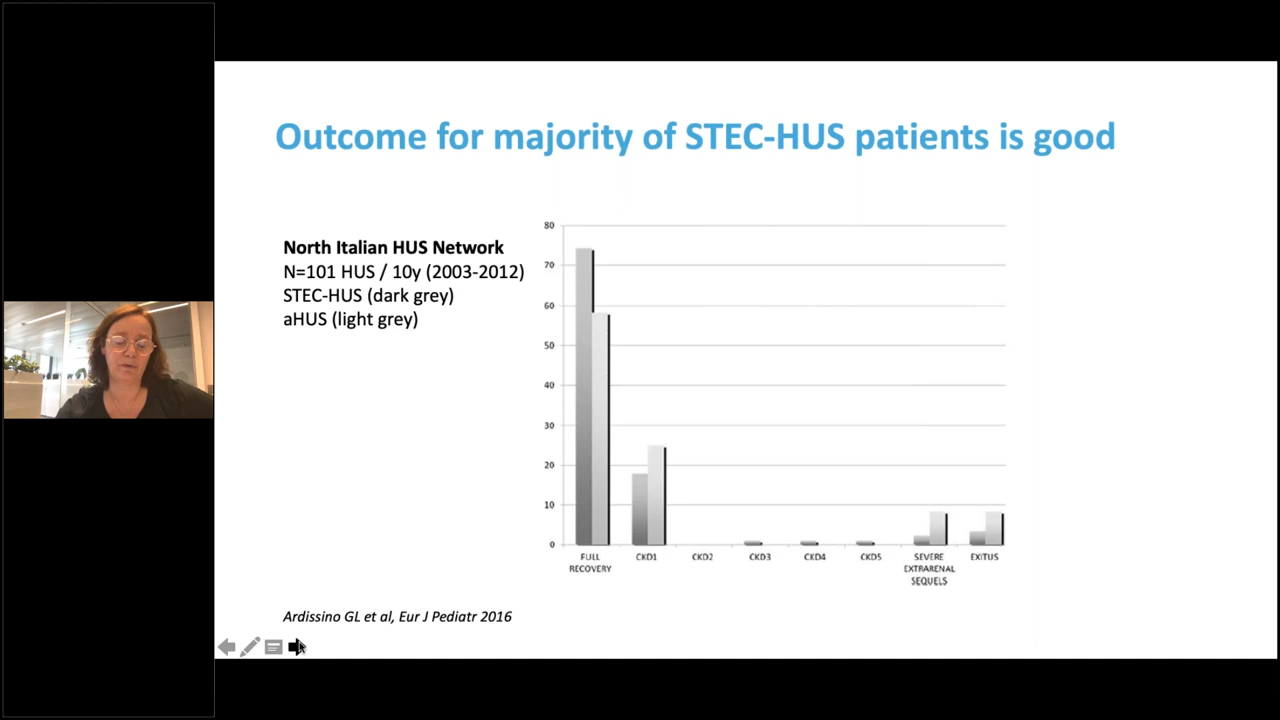 Outcome for majority of STEC-HUS patients is good
North Italian HUS Network
N=101 HUS / 10y (2003-2012)
STEC-HUS (dark grey)
aHUS (light grey)
80
70
60
50
40
30
20
10
0
FULL RECOVERY
CKD1
CKD2
CKD3
CKD4
CKD5
SEVERE EXTRARENAL SEQUELS
EXITUS
Ardissino GL et al, Eur J Pediatr 2016